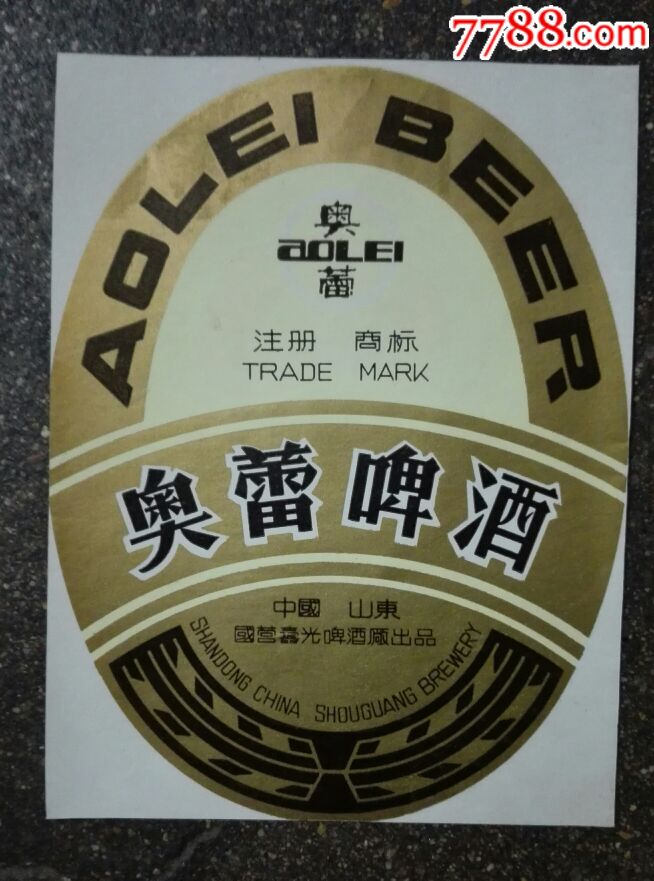 7788.com
AOLEI BEER
奥
aOLEI
蕾
注册 商标
TRADE MARK
奥蕾啤酒
中國 山東
國营壽光啤酒廠出品
SHANDONG CHINA SHOUGUANG BREWERY